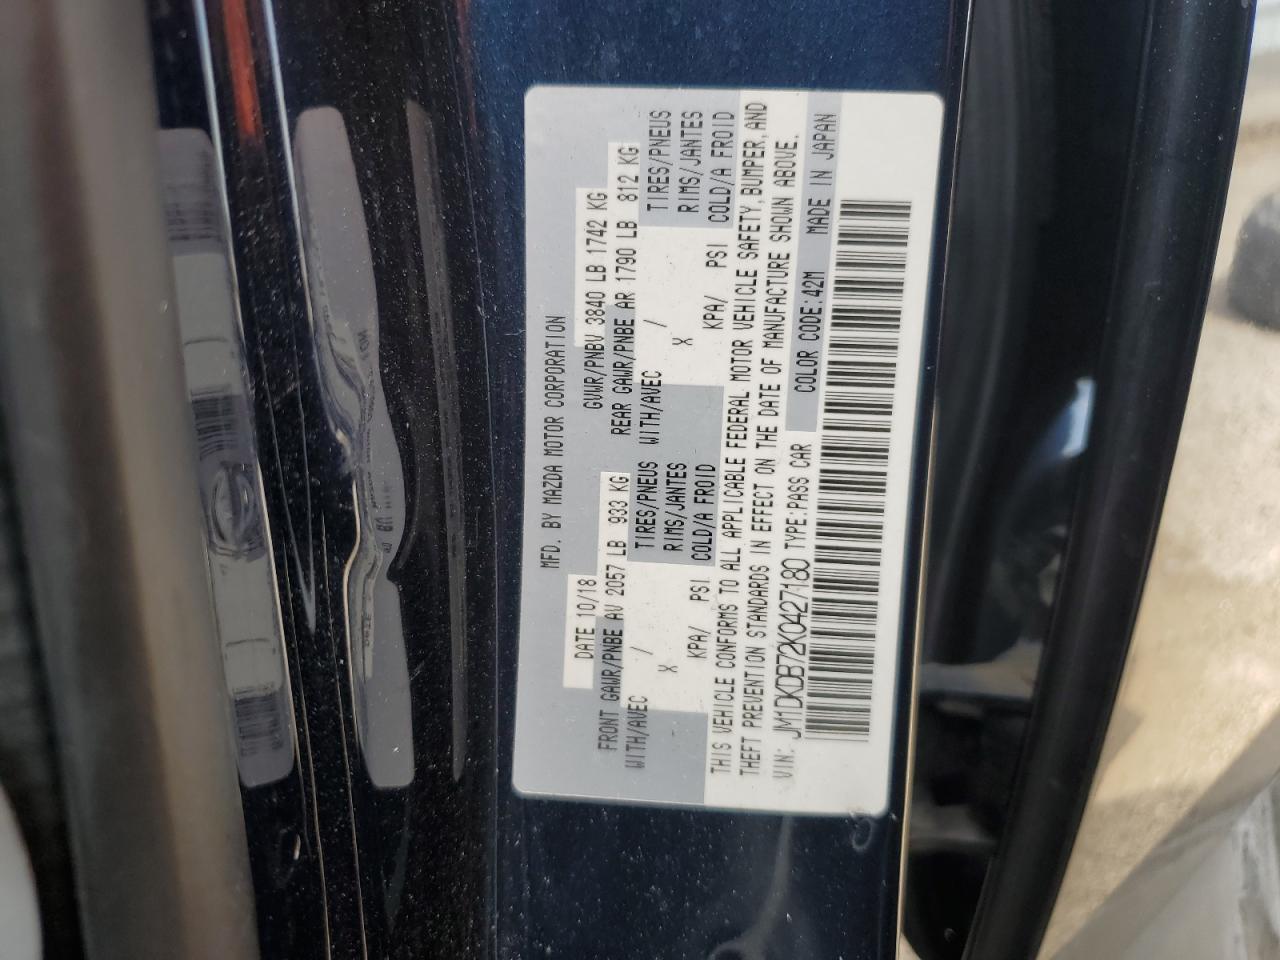 MFD. BY MAZDA MOTOR CORPORATION
DATE 10/18 GVWR/PNBV 3840 LB 1742 KG
FRONT GAWR/PNBE AV 2057 LB 933 KG REAR GAWR/PNBE AR 1790 LB 812 KG
WITH/AVEC / TIRES/PNEUS WITH/AVEC / TIRES/PNEUS
X RIMS/JANTES X RIMS/JANTES
KPA/ PSI COLD/A FROID KPA/ PSI COLD/A FROID
THIS VEHICLE CONFORMS TO ALL APPLICABLE FEDERAL MOTOR VEHICLE SAFETY, BUMPER, AND
THEFT PREVENTION STANDARDS IN EFFECT ON THE DATE OF MANUFACTURE SHOWN ABOVE.
VIN: JM1DKDB72K0427180 TYPE:PASS CAR COLOR CODE:42M MADE IN JAPAN